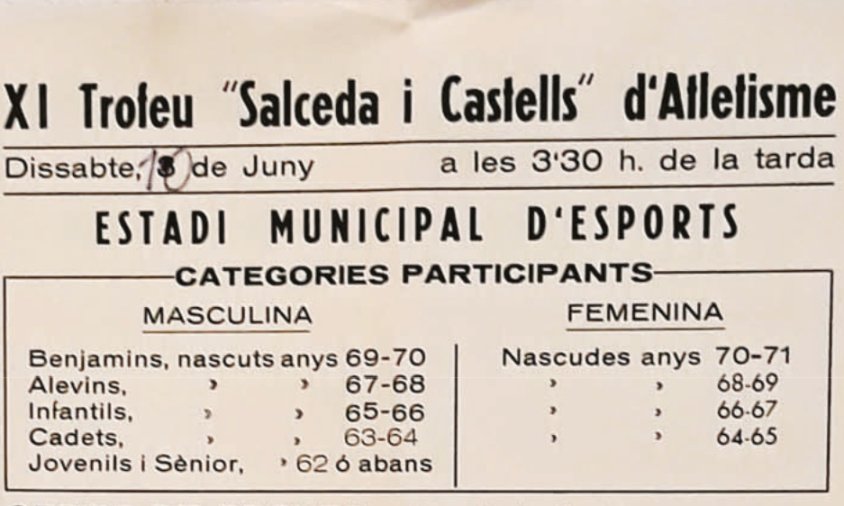 XI Trofeu "Salceda i Castells" d'Atletisme
Dissabte, 10 de Juny a les 3'30 h. de la tarda
ESTADI MUNICIPAL D'ESPORTS
CATEGORIES PARTICIPANTS
MASCULINA FEMENINA
Benjamins, nascuts anys 69-70 Nascudes anys 70-71
Alevins, » » 67-68 » » 68-69
Infantils, » » 65-66 » » 66-67
Cadets, » » 63-64 » » 64-65
Jovenils i Sènior, » 62 ó abans